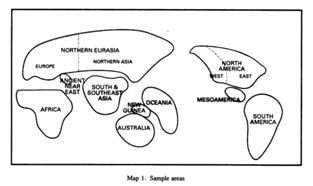 NORTHERN EURASIA
EUROPE
NORTHERN ASIA
ANCIENT
NEAR
EAST
SOUTH &
SOUTHEAST
ASIA
AFRICA
NEW
GUINEA
OCEANIA
AUSTRALIA
NORTH
AMERICA
WEST EAST
MESOAMERICA
SOUTH
AMERICA
Map 1. Sample areas